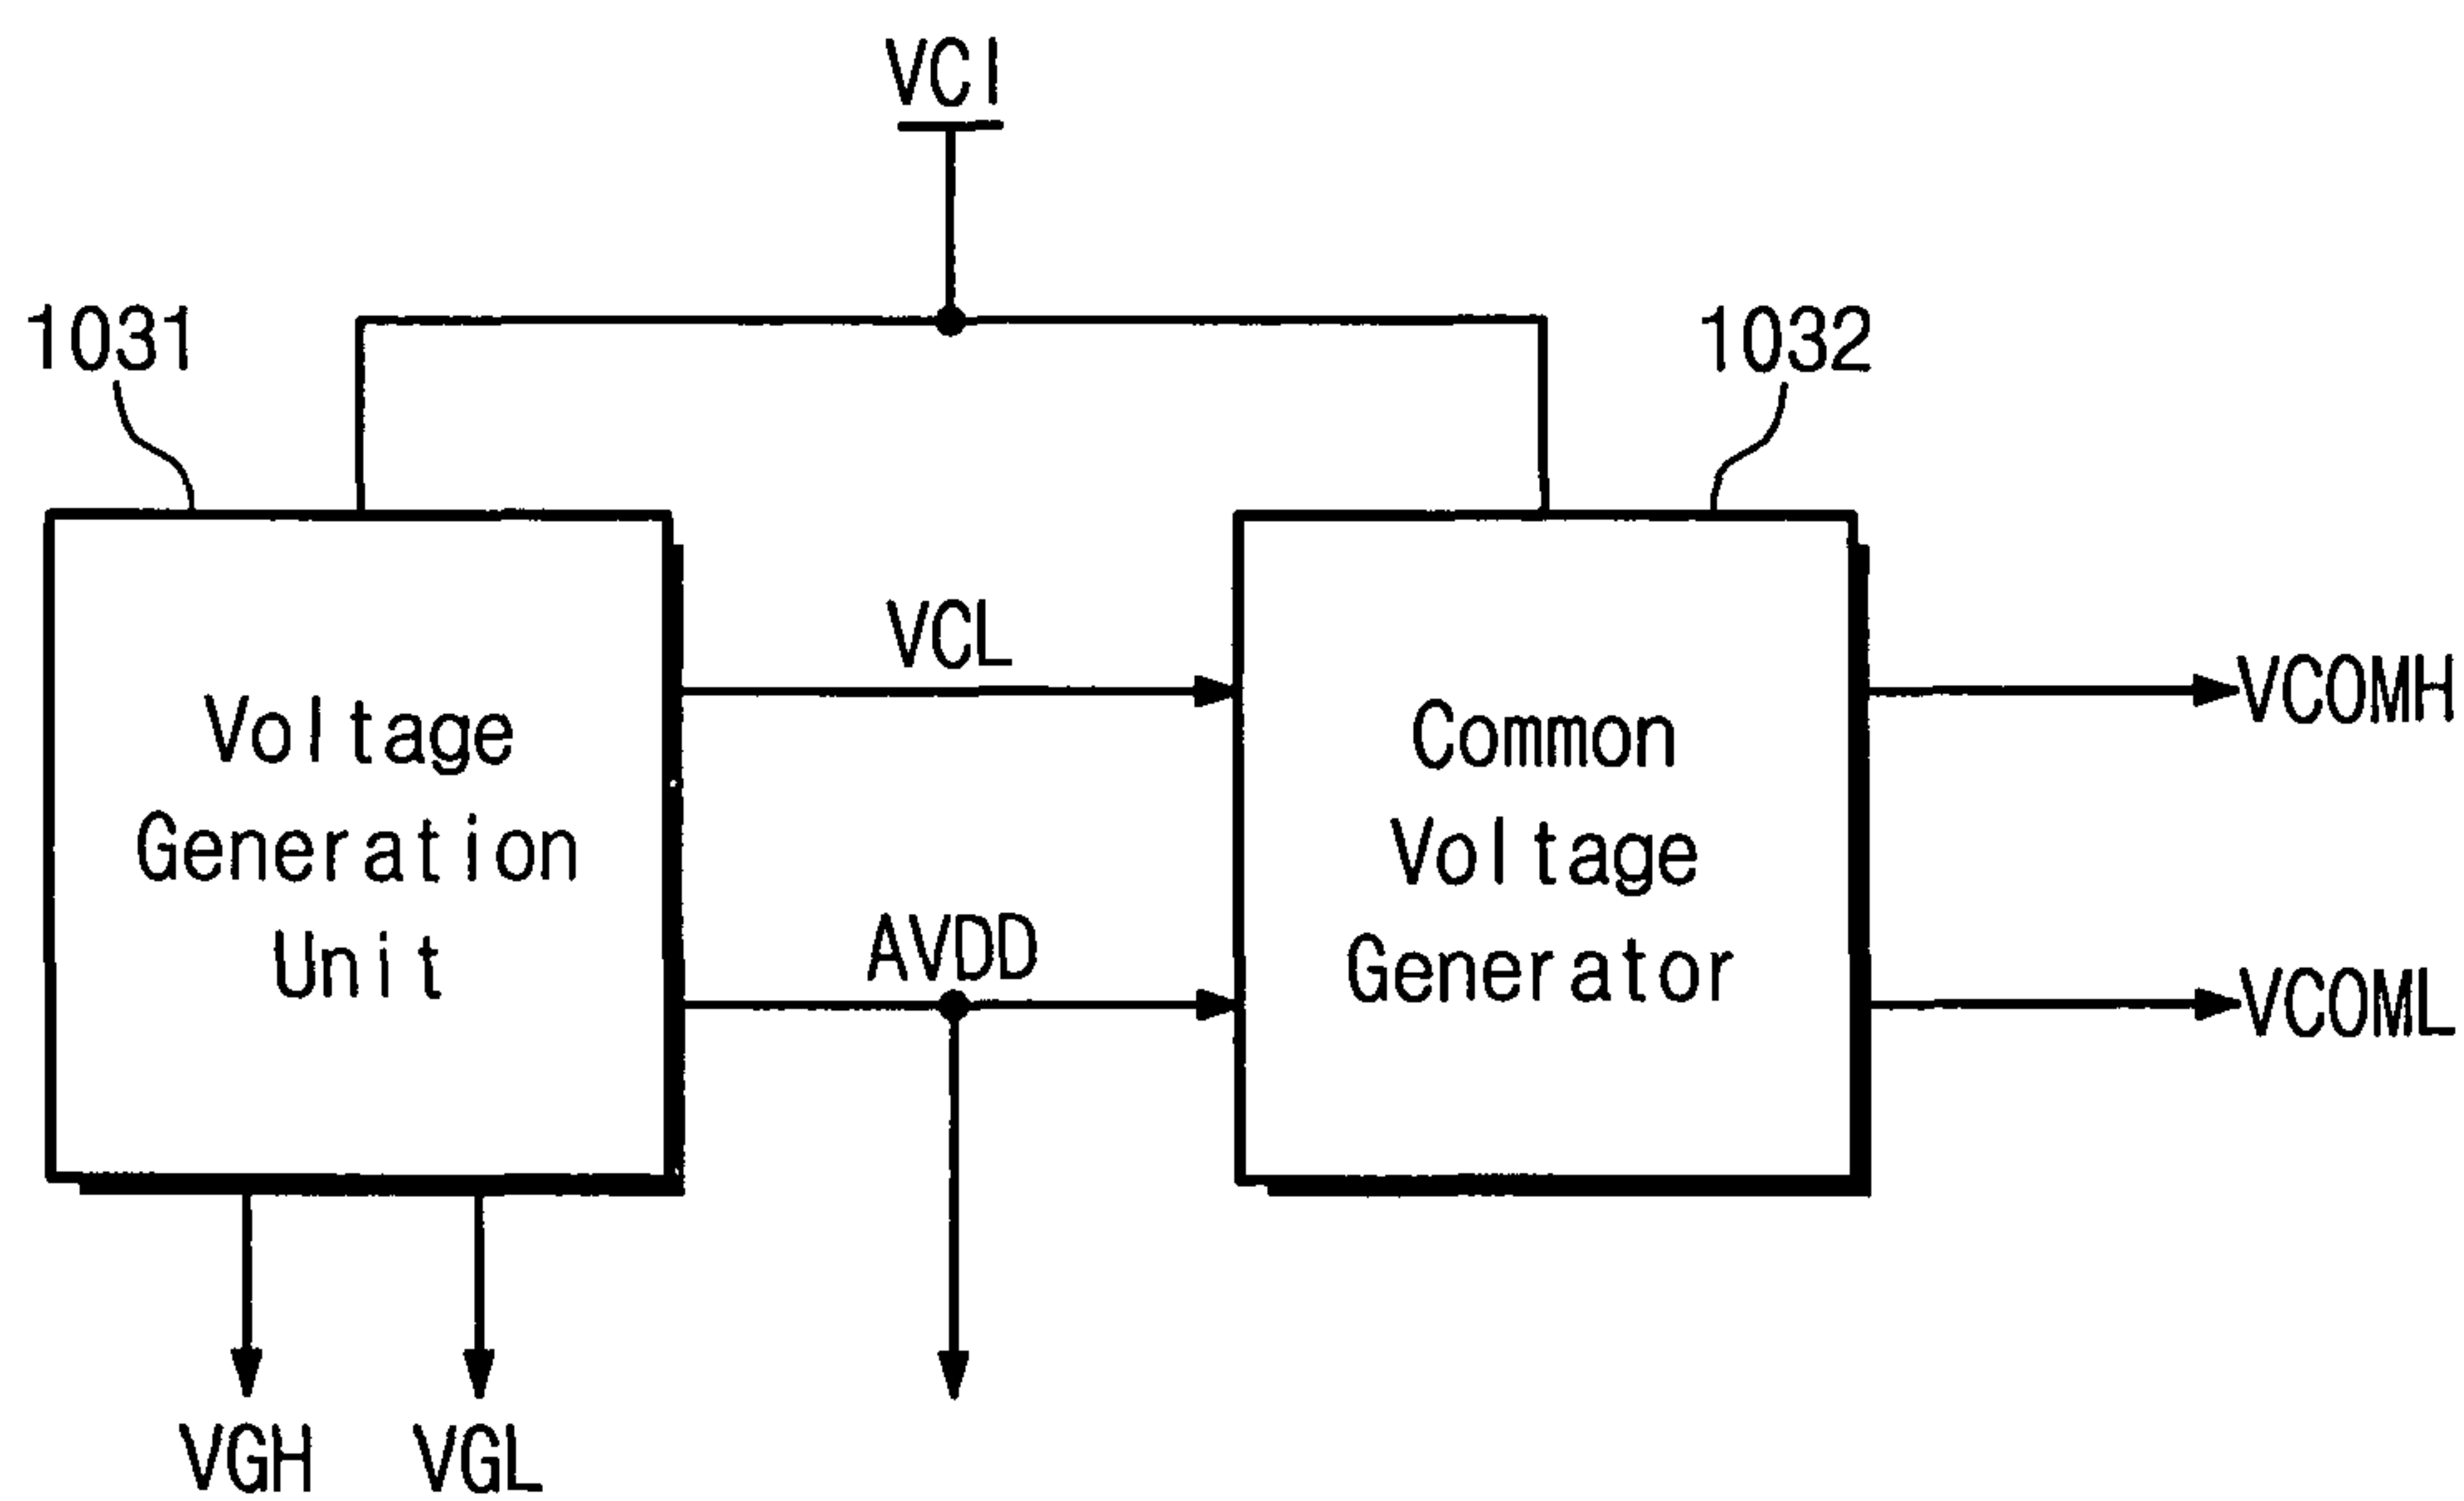 VCI
1031
1032
VCL
Voltage
Generation
Unit
AVDD
Common
Voltage
Generator
VCOMH
VCOML
VGH
VGL